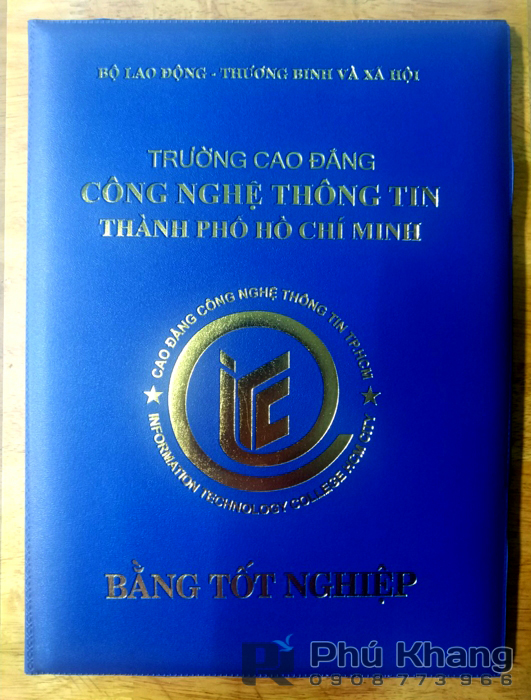 BỘ LAO ĐỘNG - THƯƠNG BINH VÀ XÃ HỘI
TRƯỜNG CAO ĐẲNG
CÔNG NGHỆ THÔNG TIN
THÀNH PHỐ HỒ CHÍ MINH
CAO ĐẲNG CÔNG NGHỆ THÔNG TIN TP.HCM
iTC
INFORMATION TECHNOLOGY COLLEGE HCM CITY
BẰNG TỐT NGHIỆP
Phú Khang
0908 773 966